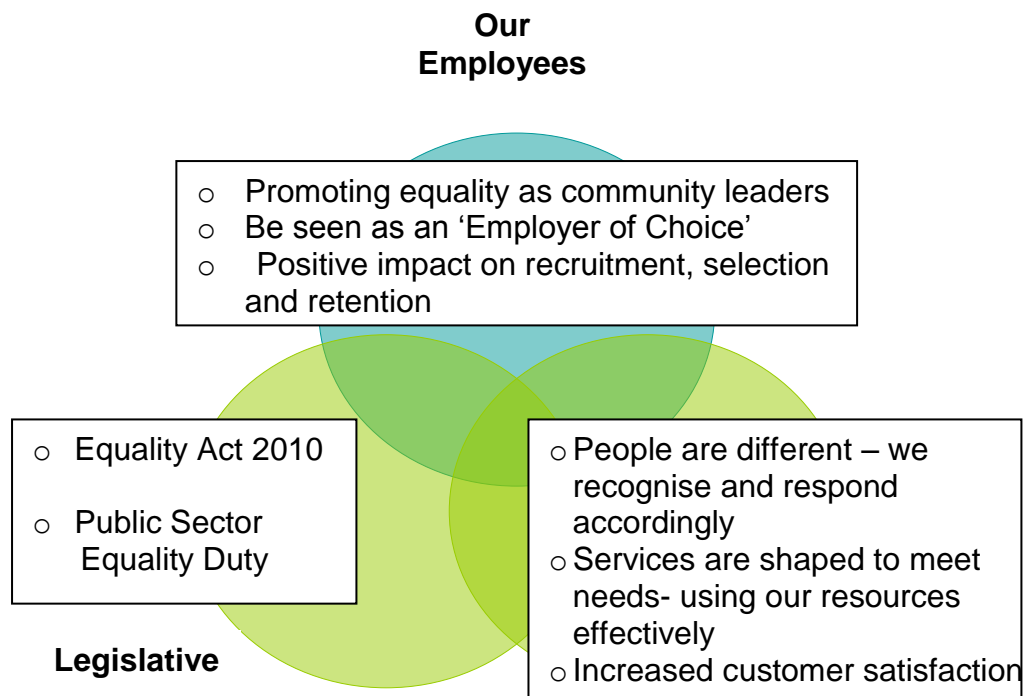 Our
Employees
o Promoting equality as community leaders
o Be seen as an ‘Employer of Choice’
o Positive impact on recruitment, selection
and retention
o Equality Act 2010
o Public Sector
Equality Duty
Legislative
o People are different – we
recognise and respond
accordingly
o Services are shaped to meet
needs- using our resources
effectively
o Increased customer satisfaction